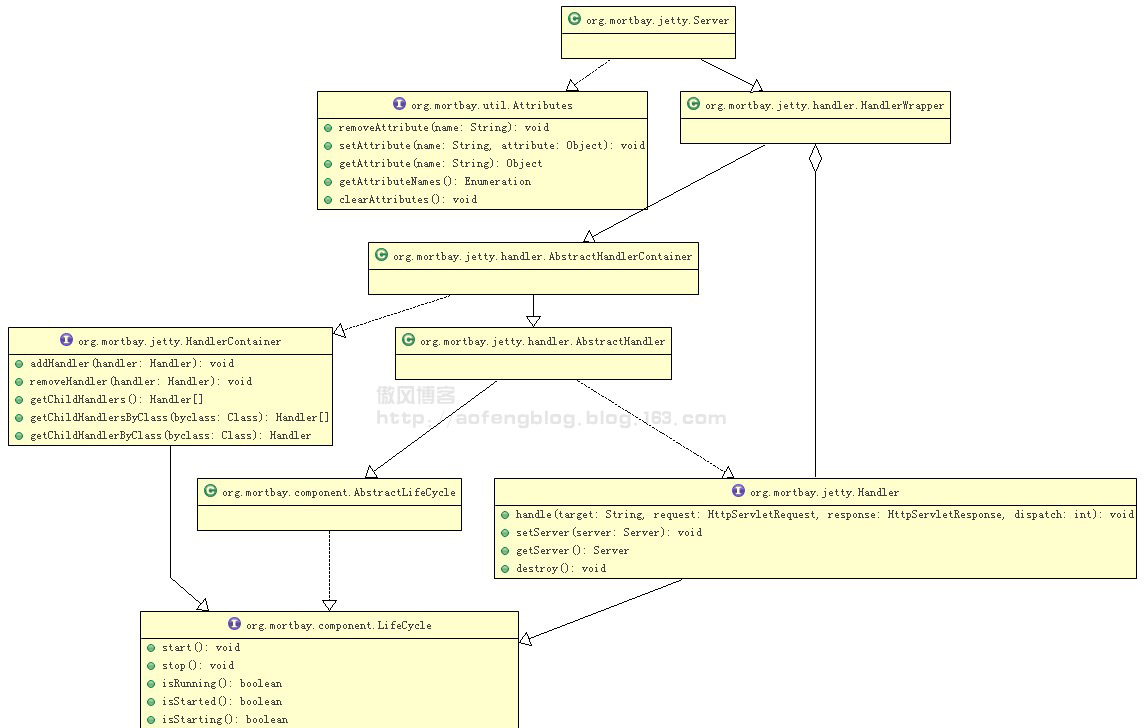 org.mortbay.jetty.Server
org.mortbay.util.Attributes
removeAttribute(name: String): void
setAttribute(name: String, attribute: Object): void
getAttribute(name: String): Object
getAttributeNames(): Enumeration
clearAttributes(): void
org.mortbay.jetty.handler.HandlerWrapper
org.mortbay.jetty.handler.AbstractHandlerContainer
org.mortbay.jetty.HandlerContainer
addHandler(handler: Handler): void
removeHandler(handler: Handler): void
getChildHandlers(): Handler[]
getChildHandlersByClass(byclass: Class): Handler[]
getChildHandlerByClass(byclass: Class): Handler
org.mortbay.jetty.handler.AbstractHandler
傲风博客
http://aofengblog.blog.163.com
org.mortbay.component.AbstractLifeCycle
org.mortbay.jetty.Handler
handle(target: String, request: HttpServletRequest, response: HttpServletResponse, dispatch: int): void
setServer(server: Server): void
getServer(): Server
destroy(): void
org.mortbay.component.LifeCycle
start(): void
stop(): void
isRunning(): boolean
isStarted(): boolean
isStarting(): boolean